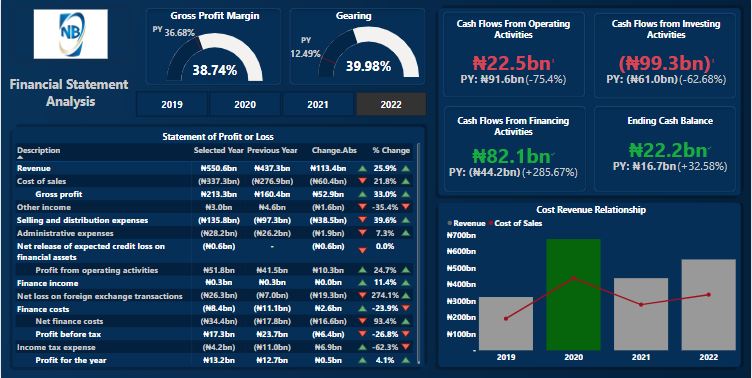 NB
Financial Statement
Analysis
Gross Profit Margin
PY
36.68%
38.74%
Gearing
PY
12.49%
39.98%
2019 2020 2021 2022
Cash Flows From Operating
Activities
₦22.5bn
PY: ₦91.6bn (-75.4%)
Cash Flows from Investing
Activities
(₦99.3bn)
PY: (₦61.0bn) (-62.68%)
Cash Flows From Financing
Activities
₦82.1bn
PY: (₦44.2bn) (+285.67%)
Ending Cash Balance
₦22.2bn
PY: ₦16.7bn (+32.58%)
Statement of Profit or Loss
Description Selected Year Previous Year Change.Abs % Change
Revenue ₦550.6bn ₦437.3bn ₦113.4bn 25.9%
Cost of sales (₦337.3bn) (₦276.9bn) (₦60.4bn) 21.8%
Gross profit ₦213.3bn ₦160.4bn ₦52.9bn 33.0%
Other income ₦3.0bn ₦4.6bn (₦1.6bn) -35.4%
Selling and distribution expenses (₦135.8bn) (₦97.3bn) (₦38.5bn) 39.6%
Administrative expenses (₦28.2bn) (₦26.2bn) (₦1.9bn) 7.3%
Net release of expected credit loss on
financial assets (₦0.6bn) - (₦0.6bn) 0.0%
Profit from operating activities ₦51.8bn ₦41.5bn ₦10.3bn 24.7%
Finance income ₦0.3bn ₦0.3bn ₦0.0bn 11.4%
Net loss on foreign exchange transactions (₦26.3bn) (₦7.0bn) (₦19.3bn) 274.1%
Finance costs (₦8.4bn) (₦11.1bn) ₦2.6bn -23.9%
Net finance costs (₦34.4bn) (₦17.8bn) (₦16.6bn) 93.4%
Profit before tax ₦17.3bn ₦23.7bn (₦6.4bn) -26.8%
Income tax expense (₦4.2bn) (₦11.0bn) ₦6.9bn -62.3%
Profit for the year ₦13.2bn ₦12.7bn ₦0.5bn 4.1%
Cost Revenue Relationship
Revenue Cost of Sales
₦700bn
₦600bn
₦500bn
₦400bn
₦300bn
₦200bn
₦100bn
-
2019 2020 2021 2022